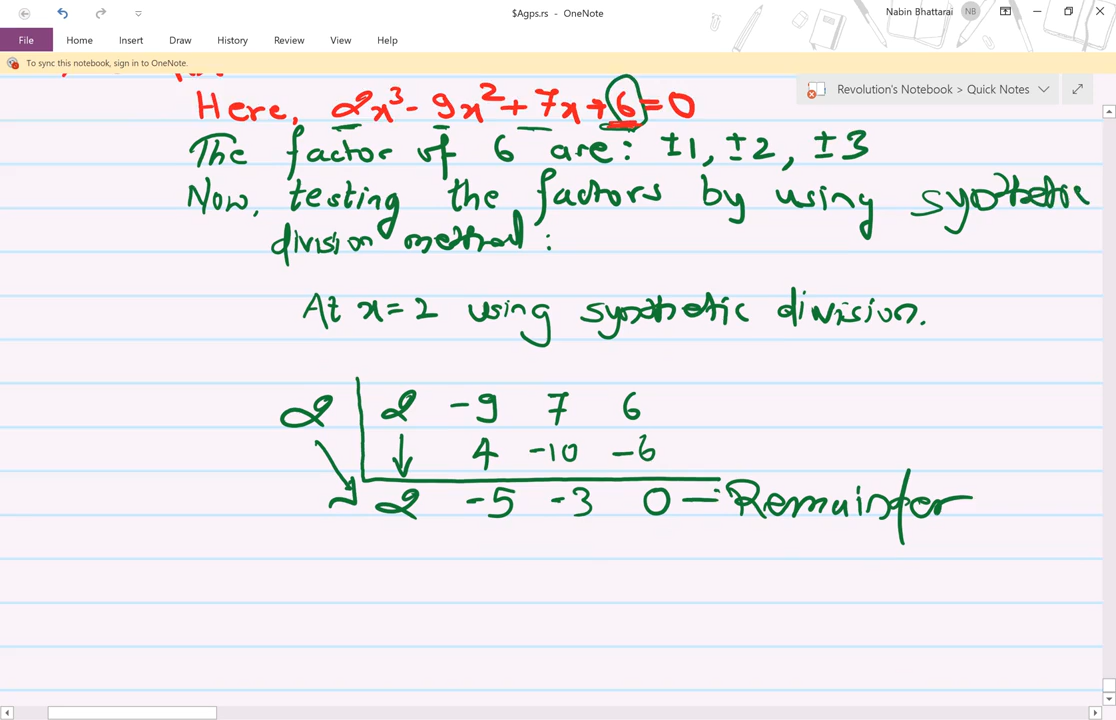 $Agps.rs - OneNote
Nabin Bhattarai NB
File Home Insert Draw History Review View Help
To sync this notebook, sign in to OneNote.
Revolution's Notebook > Quick Notes
Here, 2x³ - 9x² + 7x + 6 = 0
The factor of 6 are: ±1, ±2, ±3
Now, testing the factors by using synthetic
division method:
At x = 2 using synthetic division.
2 2 -9 7 6
4 -10 -6
2 -5 -3 0 - Remainder